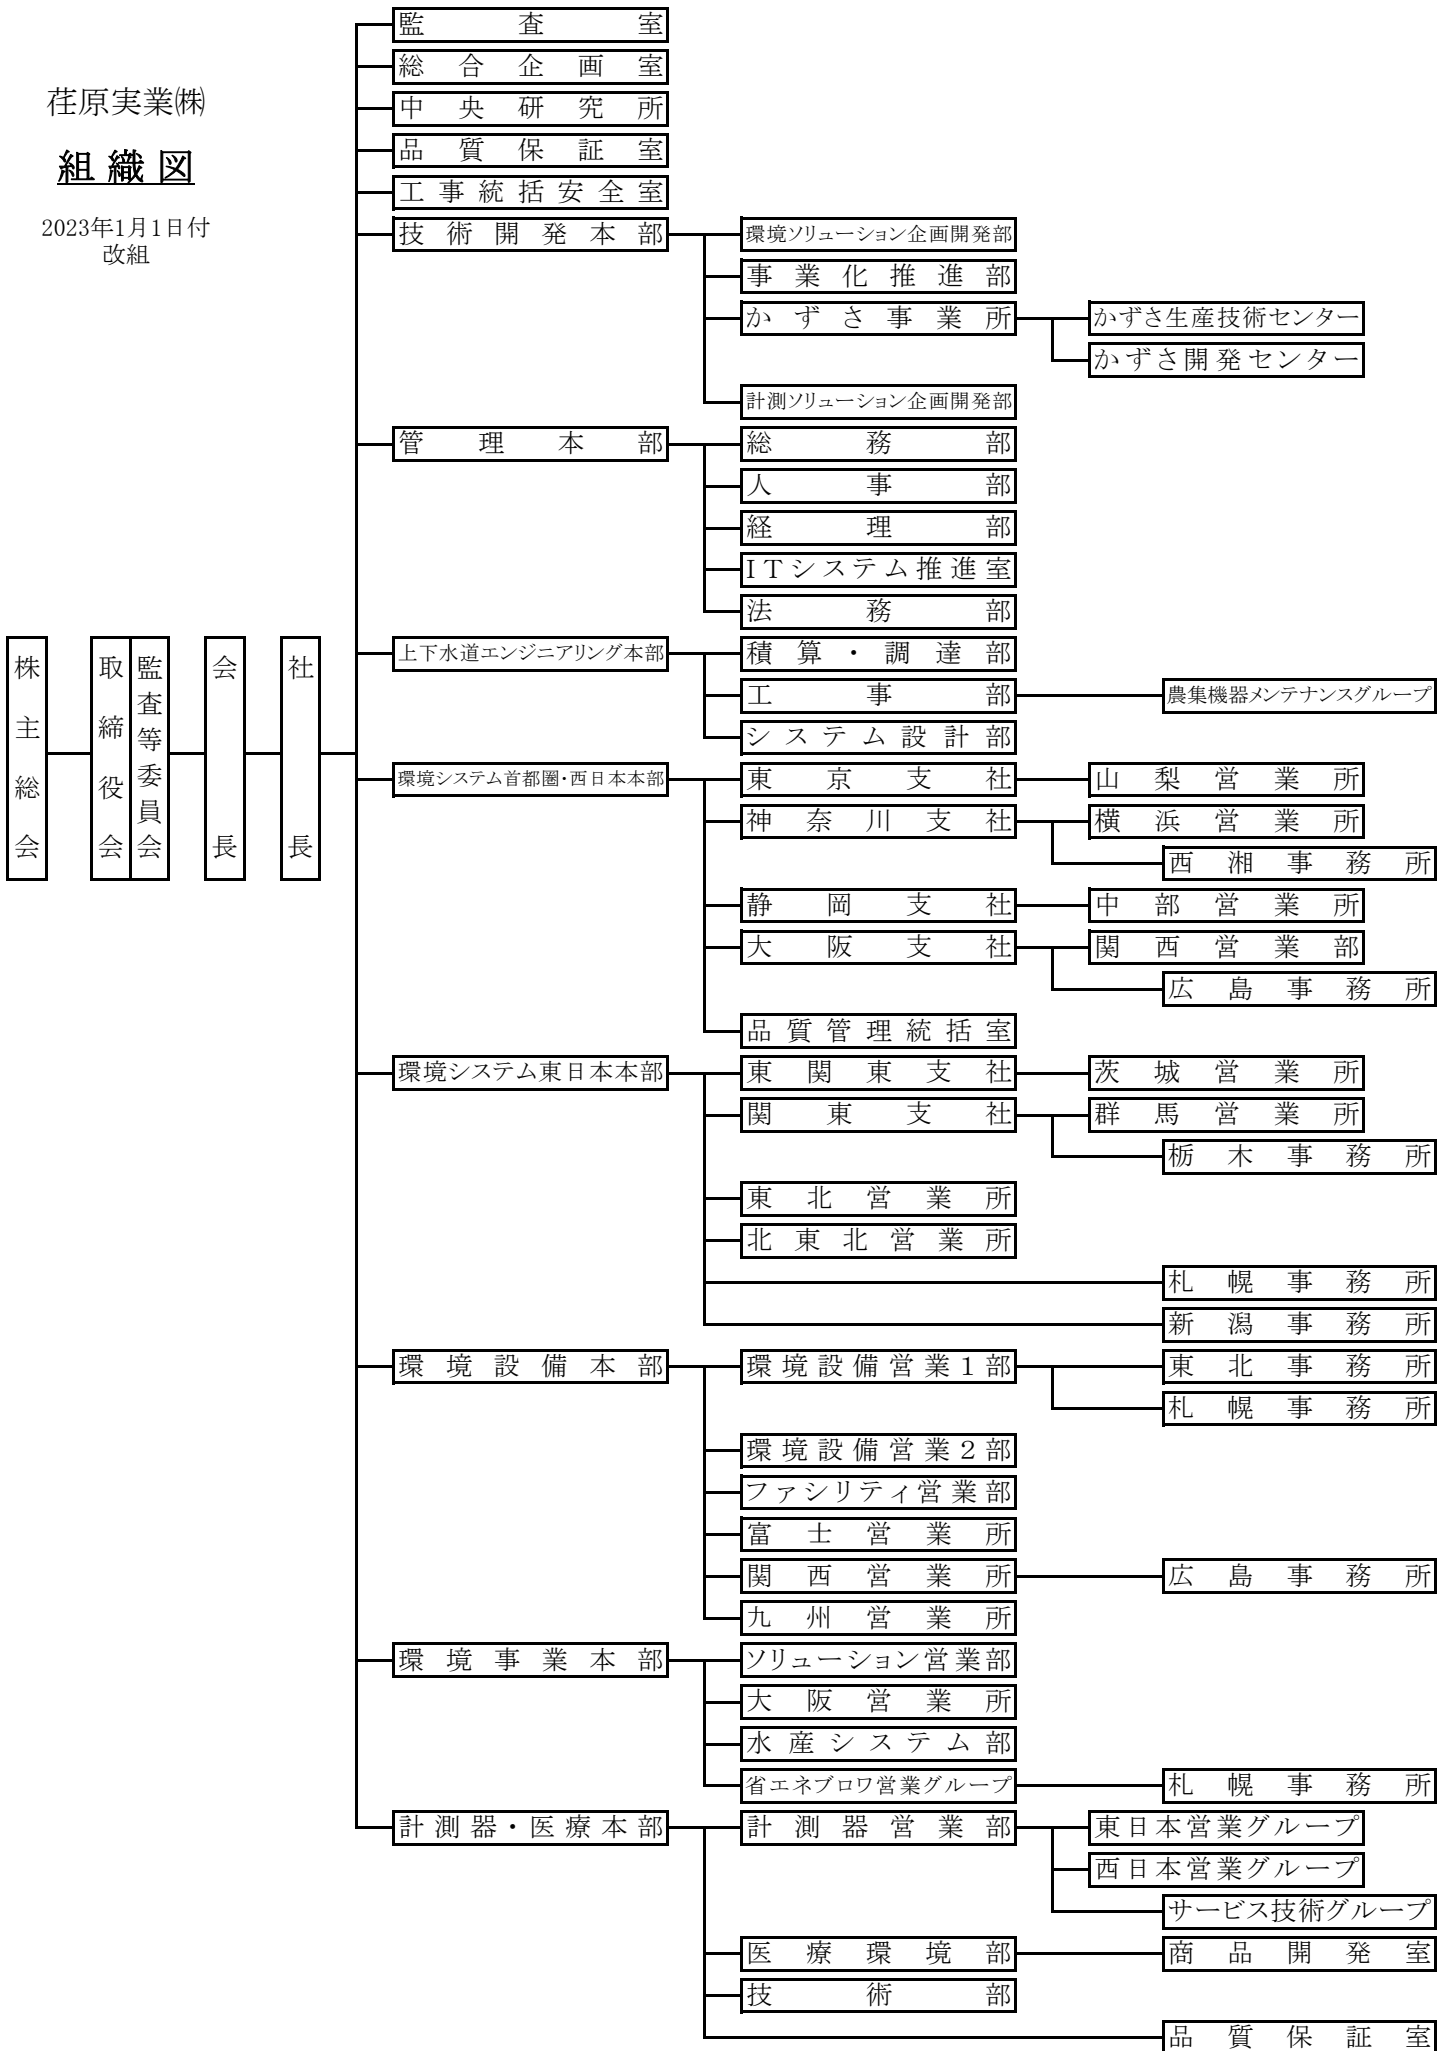 荏原実業㈱
組織図
2023年1月1日付
改組
株主総会
取締役会
監査等委員会
会長
社長
監査室
総合企画室
中央研究所
品質保証室
工事統括安全室
技術開発本部
環境ソリューション企画開発部
事業化推進部
かずさ事業所
かずさ生産技術センター
かずさ開発センター
計測ソリューション企画開発部
管理本部
総務部
人事部
経理部
ITシステム推進室
法務部
上下水道エンジニアリング本部
積算・調達部
工事部
農集機器メンテナンスグループ
システム設計部
環境システム首都圏・西日本本部
東京支社
山梨営業所
神奈川支社
横浜営業所
西湘事務所
静岡支社
中部営業所
大阪支社
関西営業部
広島事務所
品質管理統括室
環境システム東日本本部
東関東支社
茨城営業所
関東支社
群馬営業所
栃木事務所
東北営業所
北東北営業所
札幌事務所
新潟事務所
環境設備本部
環境設備営業1部
東北事務所
札幌事務所
環境設備営業2部
ファシリティ営業部
富士営業所
関西営業所
広島事務所
九州営業所
環境事業本部
ソリューション営業部
大阪営業所
水産システム部
省エネブロワ営業グループ
札幌事務所
計測器・医療本部
計測器営業部
東日本営業グループ
西日本営業グループ
サービス技術グループ
医療環境部
商品開発室
技術部
品質保証室